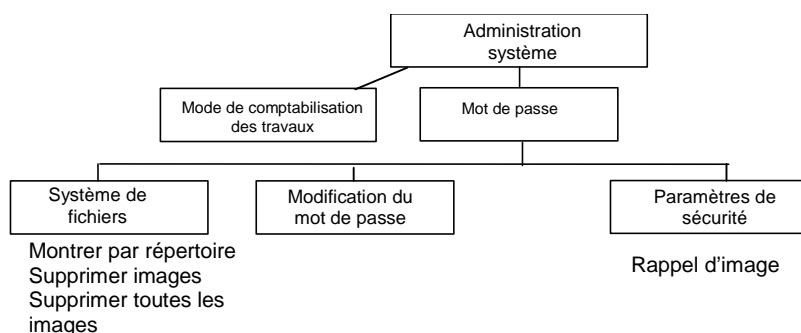 Administration
système
Mode de comptabilisation
des travaux
Mot de passe
Système de
fichiers
Modification du
mot de passe
Paramètres de
sécurité
Montrer par répertoire
Supprimer images
Supprimer toutes les
images
Rappel d'image